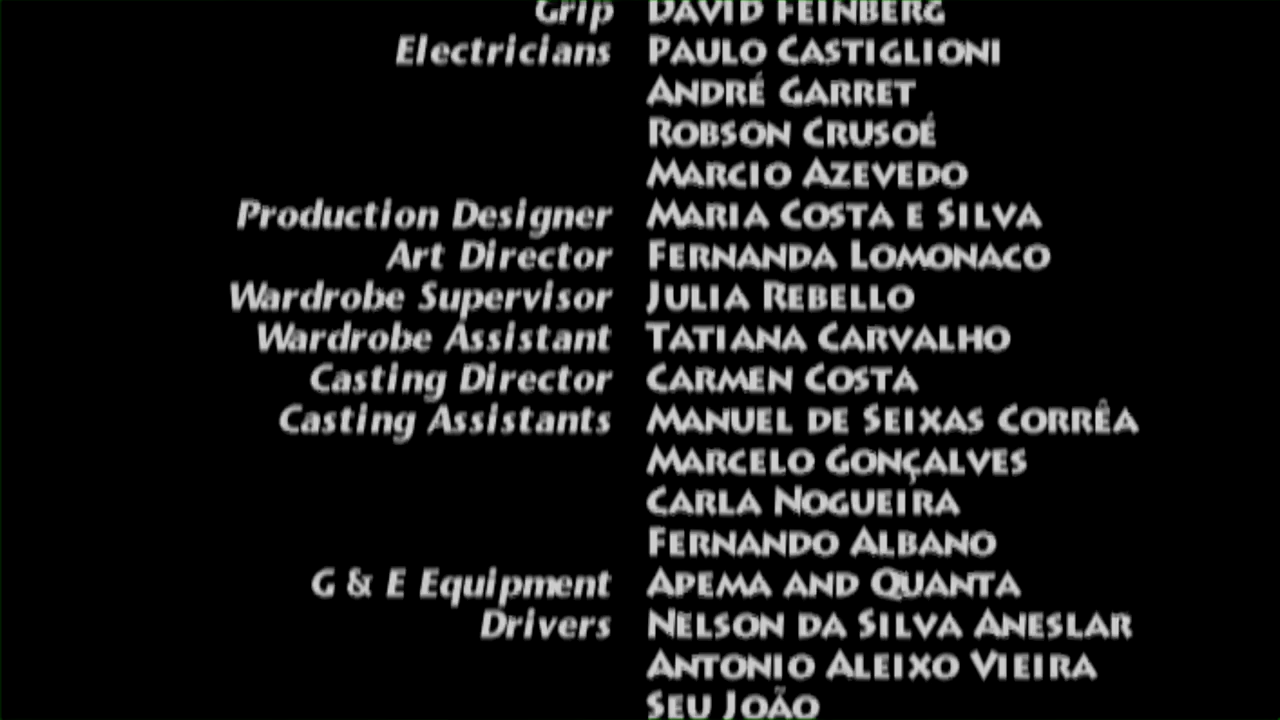 Grip DAVID FEINBERG
Electricians PAULO CASTIGLIONI
ANDRÉ GARRET
ROBSON CRUSOÉ
MARCIO AZEVEDO
Production Designer MARIA COSTA E SILVA
Art Director FERNANDA LOMONACO
Wardrobe Supervisor JULIA REBELLO
Wardrobe Assistant TATIANA CARVALHO
Casting Director CARMEN COSTA
Casting Assistants MANUEL DE SEIXAS CORRÊA
MARCELO GONÇALVES
CARLA NOGUEIRA
FERNANDO ALBANO
G & E Equipment APEMA AND QUANTA
Drivers NELSON DA SILVA ANESLAR
ANTONIO ALEIXO VIEIRA
SEU JOÃO